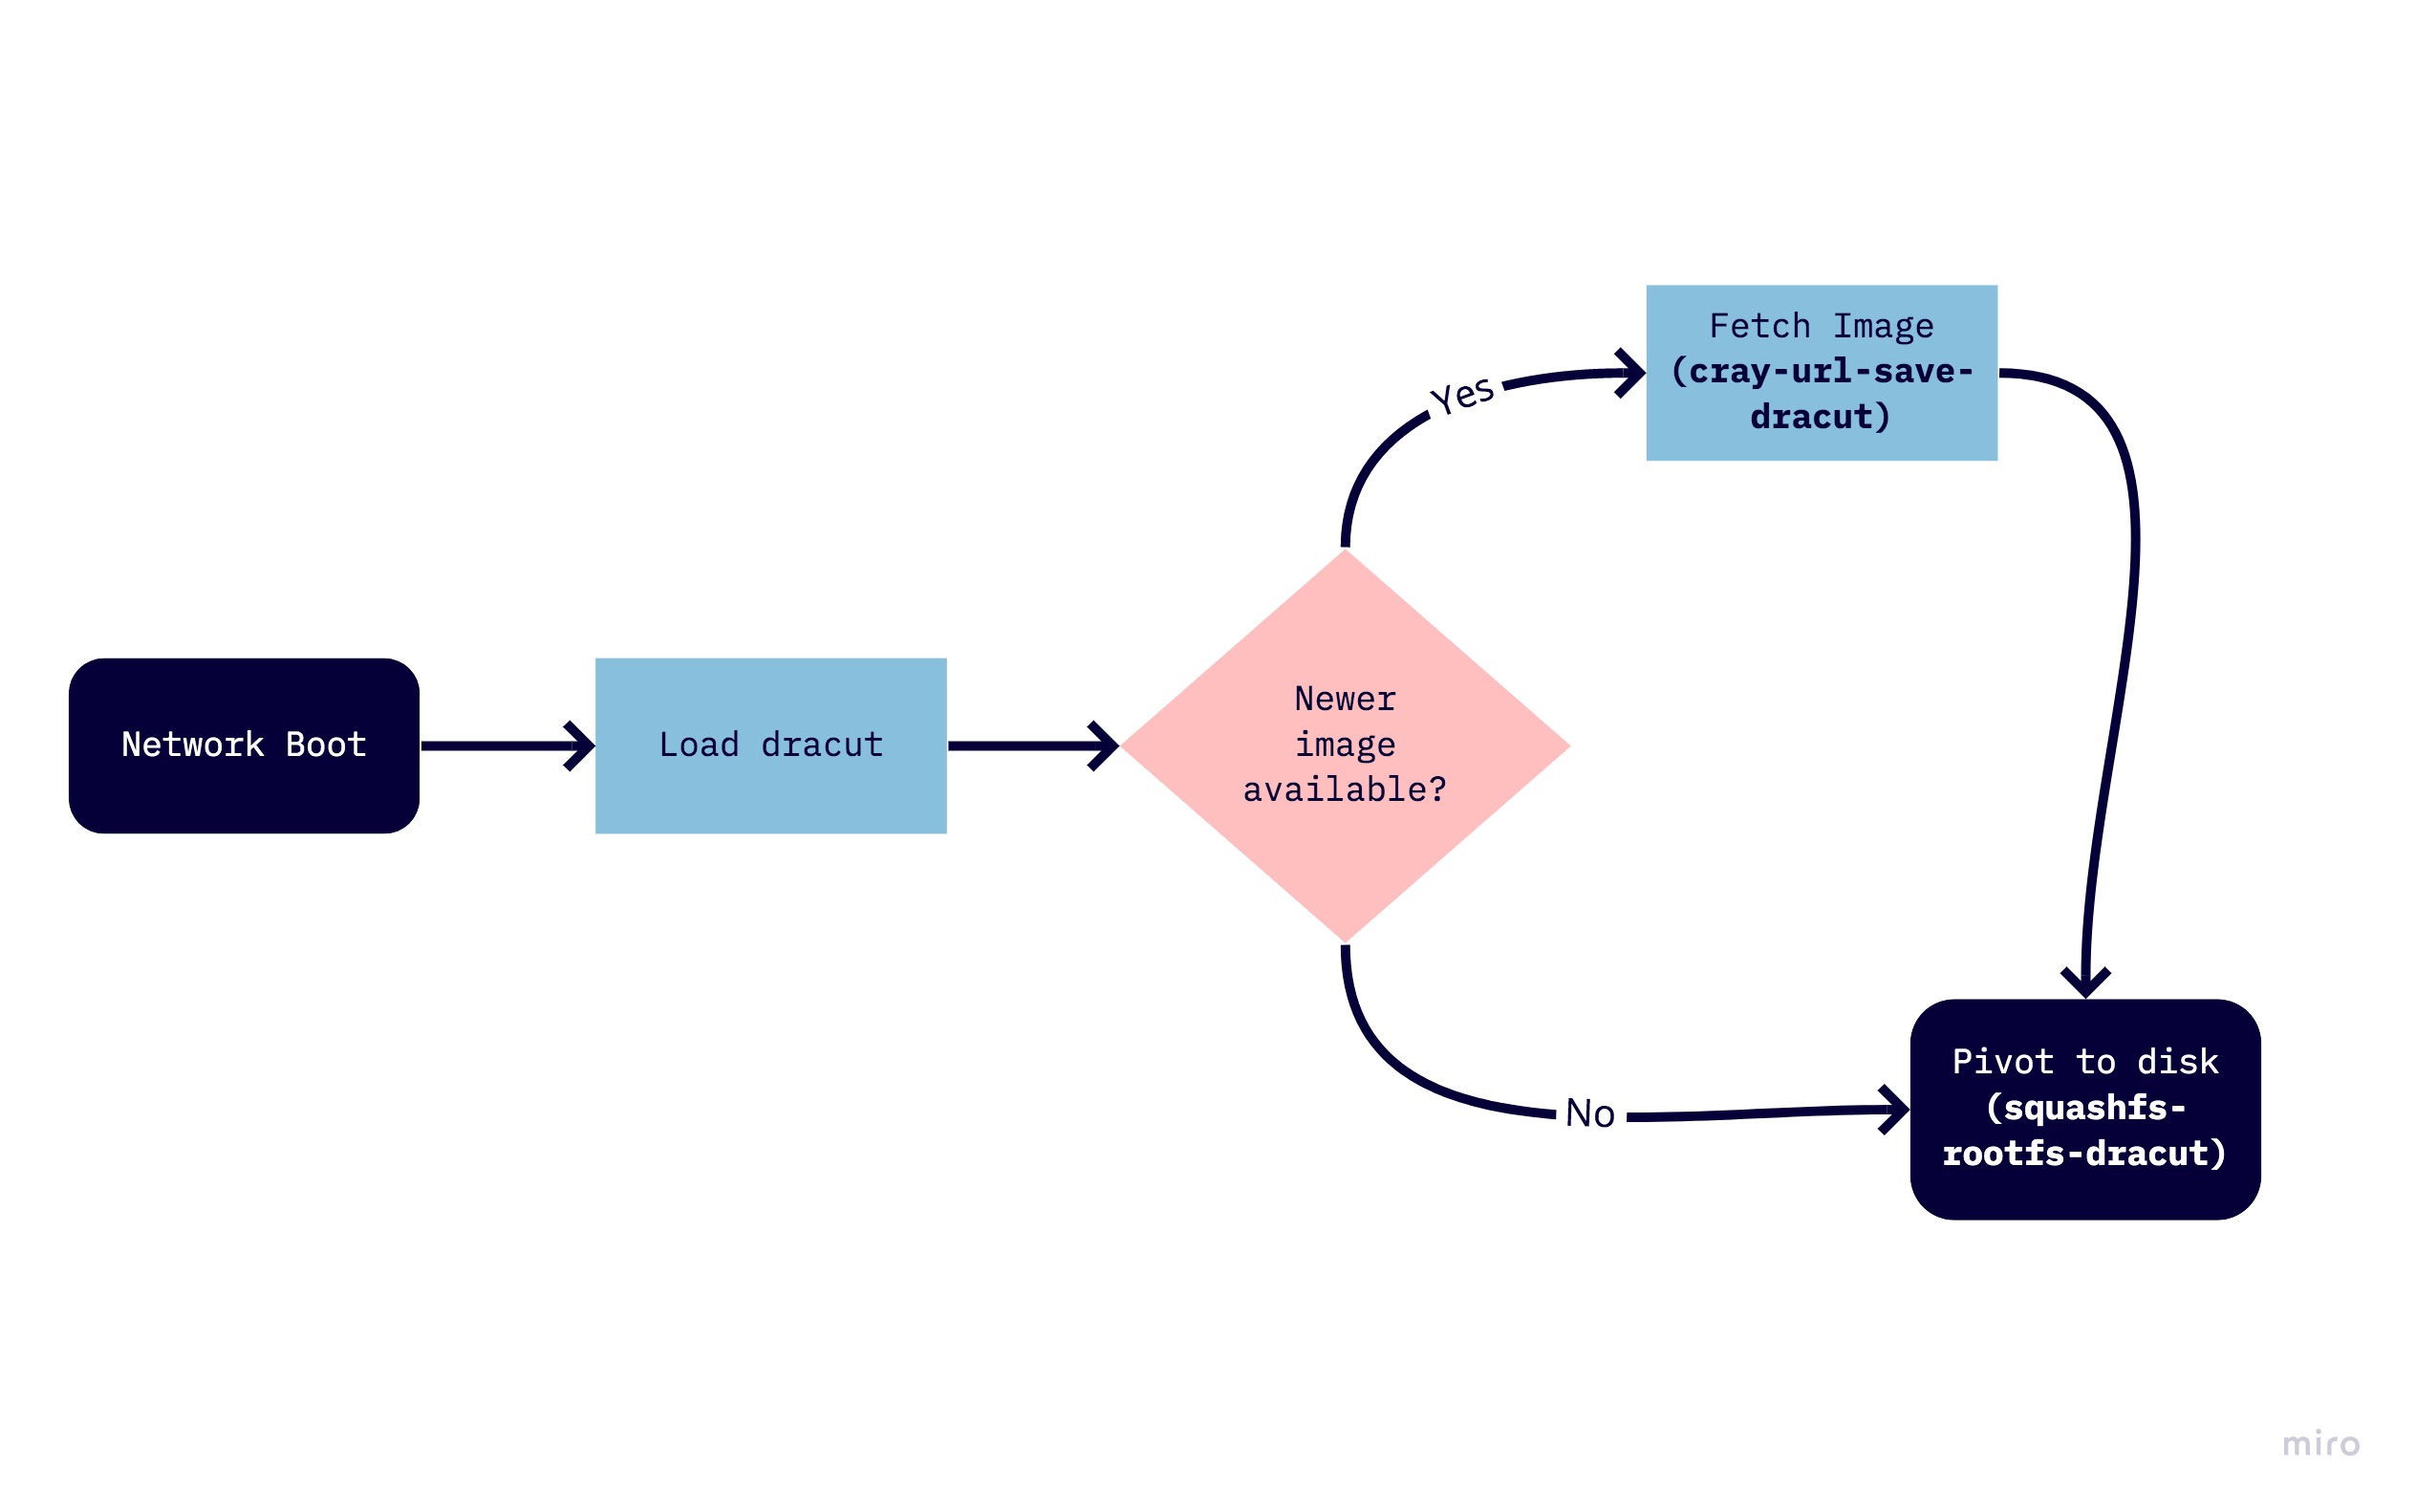 Network Boot
Load dracut
Newer
image
available?
Yes
Fetch Image
(cray-url-save-
dracut)
No
Pivot to disk
(squashfs-
rootfs-dracut)
miro